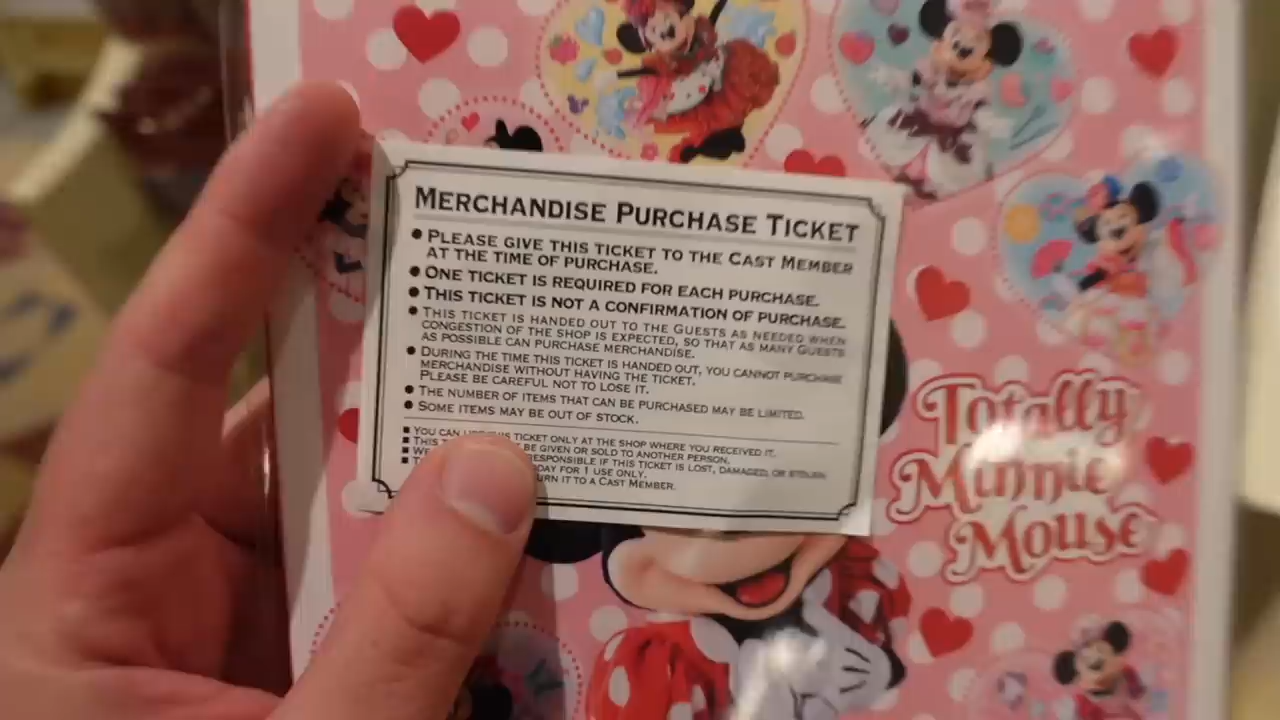 MERCHANDISE PURCHASE TICKET
● PLEASE GIVE THIS TICKET TO THE CAST MEMBER
AT THE TIME OF PURCHASE.
● ONE TICKET IS REQUIRED FOR EACH PURCHASE.
● THIS TICKET IS NOT A CONFIRMATION OF PURCHASE.
● THIS TICKET IS HANDED OUT TO THE GUESTS AS NEEDED WHEN
CONGESTION OF THE SHOP IS EXPECTED, SO THAT AS MANY GUESTS
AS POSSIBLE CAN PURCHASE MERCHANDISE.
● DURING THE TIME THIS TICKET IS HANDED OUT, YOU CANNOT PURCHASE
MERCHANDISE WITHOUT HAVING THE TICKET.
PLEASE BE CAREFUL NOT TO LOSE IT.
● THE NUMBER OF ITEMS THAT CAN BE PURCHASED MAY BE LIMITED.
● SOME ITEMS MAY BE OUT OF STOCK.
■ YOU CAN THIS TICKET ONLY AT THE SHOP WHERE YOU RECEIVED IT.
■ THIS BE GIVEN OR SOLD TO ANOTHER PERSON.
■ WE RESPONSIBLE IF THIS TICKET IS LOST, DAMAGED, OR STOLEN
■ FOR 1 USE ONLY.
IT TO A CAST MEMBER.
Totally
Minnie
Mouse